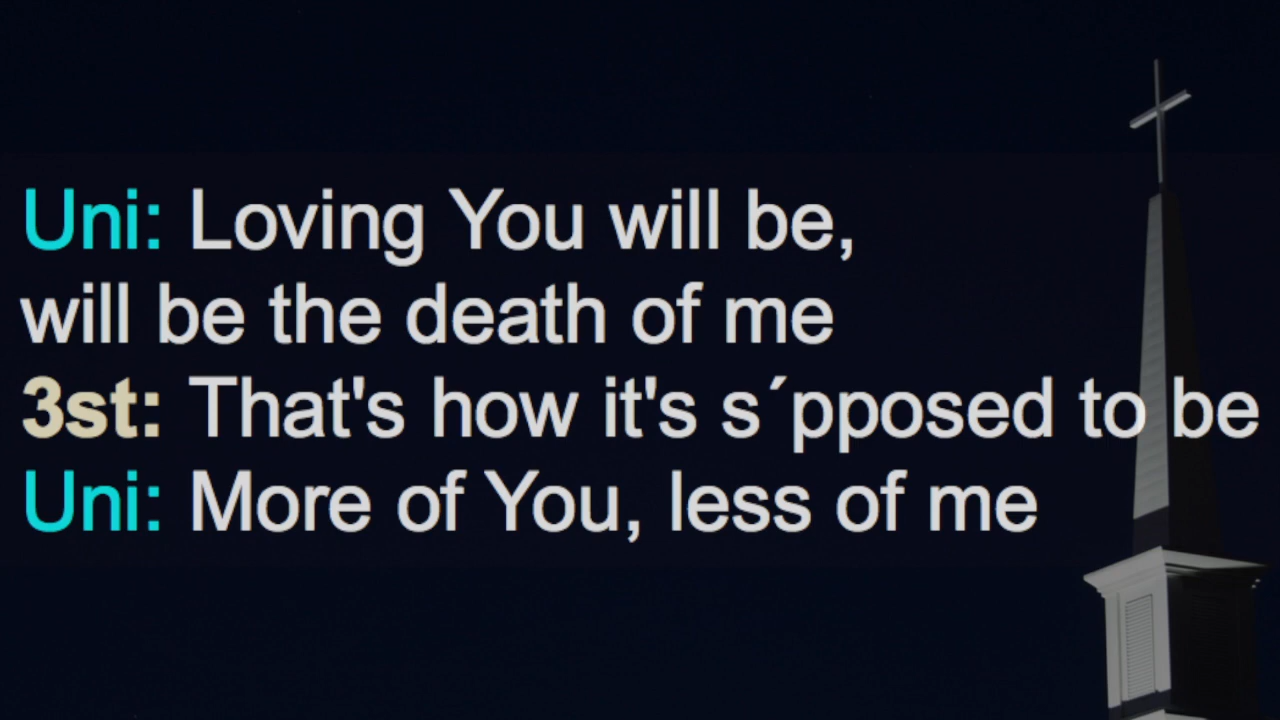 Uni: Loving You will be,
will be the death of me
3st: That's how it's s´pposed to be
Uni: More of You, less of me